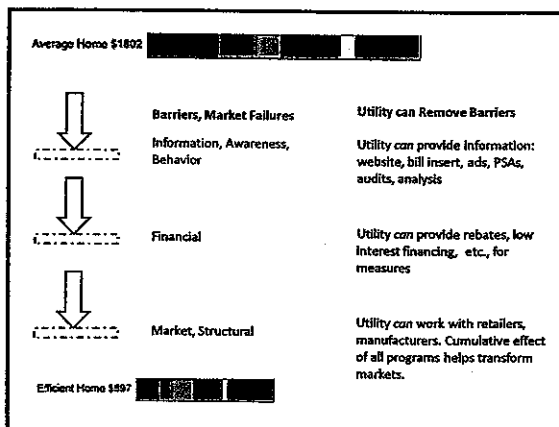 Average Home $1802
Barriers, Market Failures
Utility can Remove Barriers
Information, Awareness,
Behavior
Utility can provide information:
website, bill insert, ads, PSAs,
audits, analysis
Financial
Utility can provide rebates, low
interest financing, etc., for
measures
Market, Structural
Utility can work with retailers,
manufacturers. Cumulative effect
of all programs helps transform
markets.
Efficient Home $897